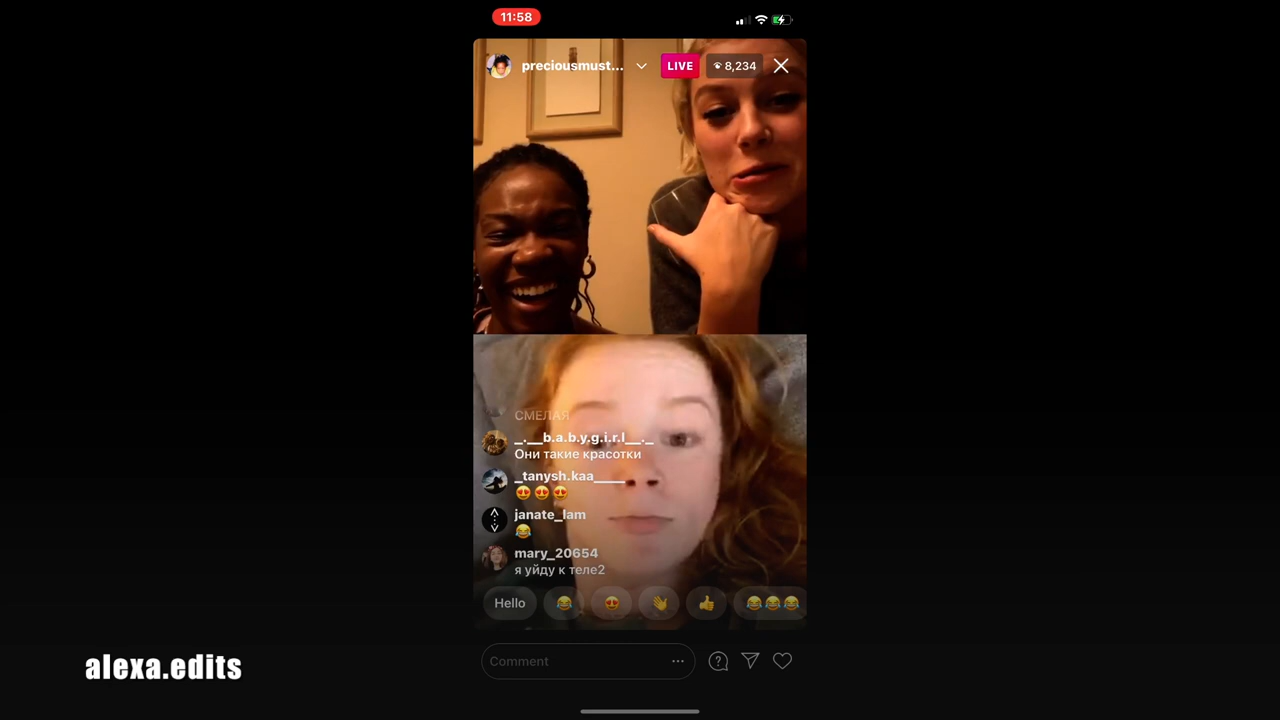 11:58
preciousmust...
LIVE
8,234
СМЕЛАЯ
_.__b.a.b.y.g.i.r.l__._
Они такие красотки
_tanysh.kaa____
janate_lam
mary_20654
я уйду к теле2
Hello
Comment
alexa.edits